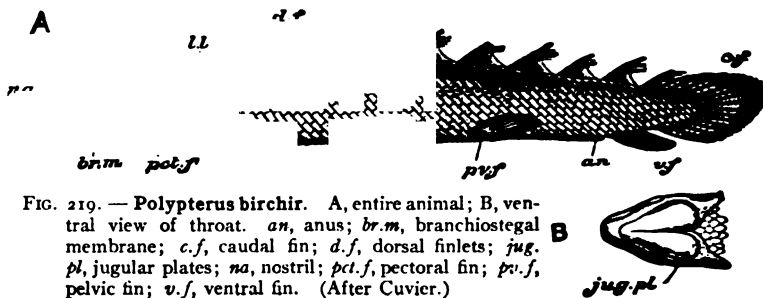 A
d.f
l.l
c.f
na
br.m pct.f pv.f an v.f
FIG. 219. — Polypterus birchir. A, entire animal; B, ven-
tral view of throat. an, anus; br.m, branchiostegal
membrane; c.f, caudal fin; d.f, dorsal finlets; jug.
pl, jugular plates; na, nostril; pct.f, pectoral fin; pv.f,
pelvic fin; v.f, ventral fin. (After Cuvier.)
B
jug.pl